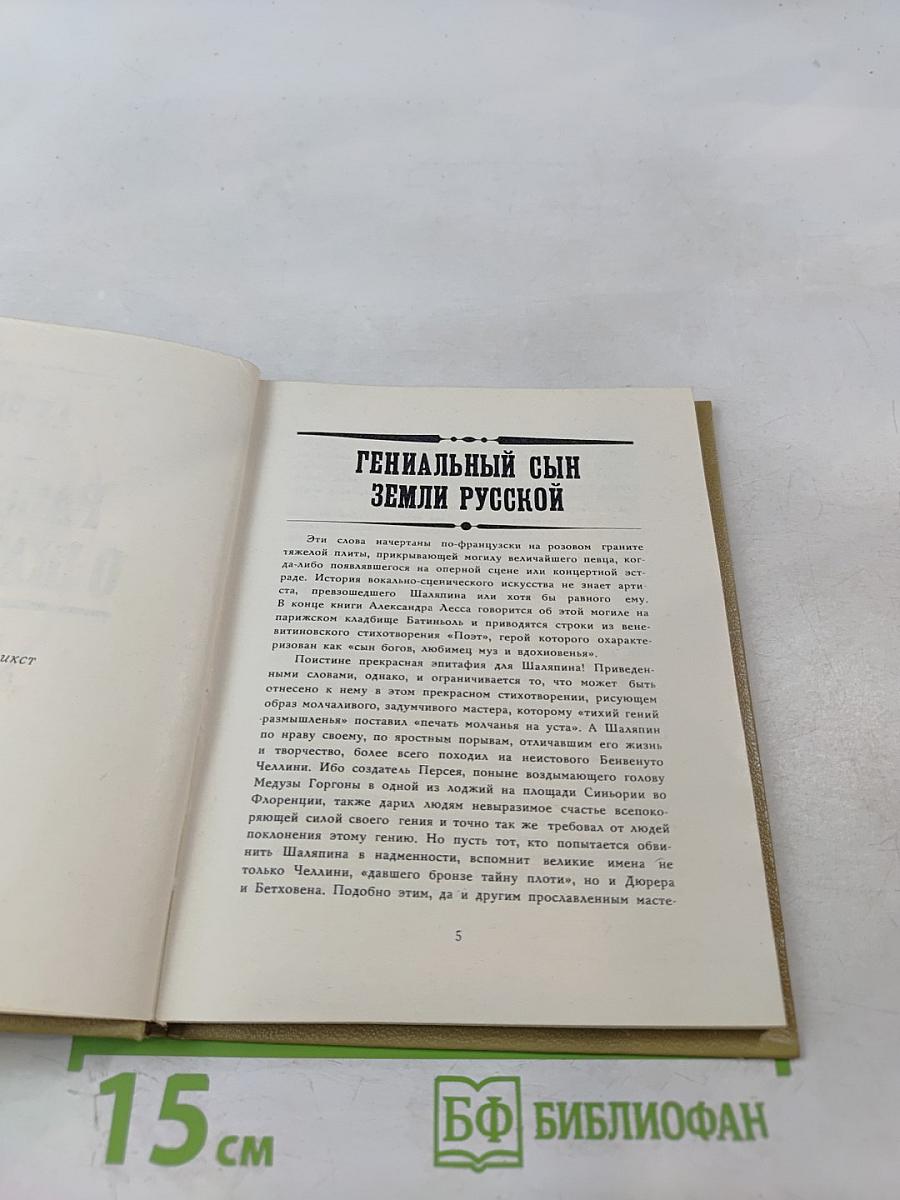 икст
ГЕНИАЛЬНЫЙ СЫН
ЗЕМЛИ РУССКОЙ
Эти слова начертаны по-французски на розовом граните
тяжелой плиты, прикрывающей могилу величайшего певца, ког-
да-либо появлявшегося на оперной сцене или концертной эст-
раде. История вокально-сценического искусства не знает арти-
ста, превзошедшего Шаляпина или хотя бы равного ему.
В конце книги Александра Лесса говорится об этой могиле на
парижском кладбище Батиньоль и приводятся строки из вене-
витиновского стихотворения «Поэт», герой которого охаракте-
ризован как «сын богов, любимец муз и вдохновенья».
Поистине прекрасная эпитафия для Шаляпина! Приведен-
ными словами, однако, и ограничивается то, что может быть
отнесено к нему в этом прекрасном стихотворении, рисующем
образ молчаливого, задумчивого мастера, которому «тихий гений
размышленья» поставил «печать молчанья на уста». А Шаляпин
по нраву своему, по яростным порывам, отличавшим его жизнь
и творчество, более всего походил на неистового Бенвенуто
Челлини. Ибо создатель Персея, поныне воздымающего голову
Медузы Горгоны в одной из лоджий на площади Синьории во
Флоренции, также дарил людям невыразимое счастье всепоко-
ряющей силой своего гения и точно так же требовал от людей
поклонения этому гению. Но пусть тот, кто попытается обви-
нить Шаляпина в надменности, вспомнит великие имена не
только Челлини, «давшего бронзе тайну плоти», но и Дюрера
и Бетховена. Подобно этим, да и другим прославленным масте-
5
15 см
БФ БИБЛИОФАН